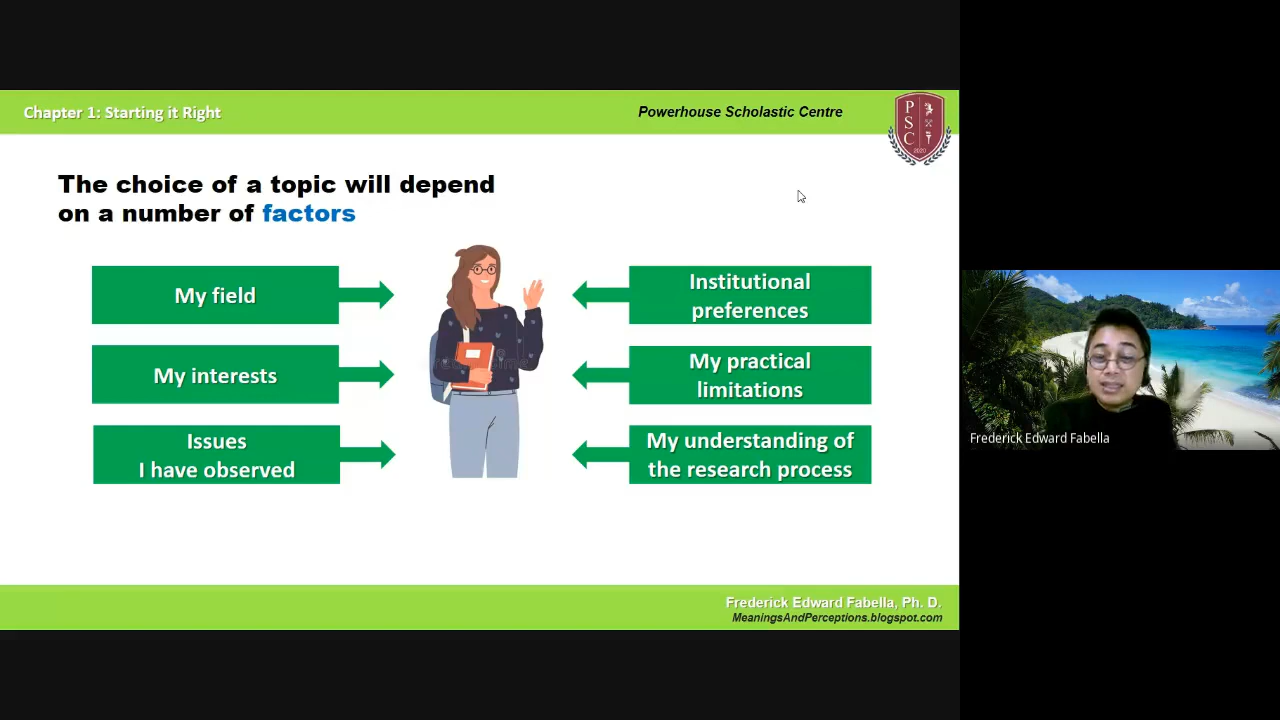 Chapter 1: Starting it Right
Powerhouse Scholastic Centre
P
S
C
2020
The choice of a topic will depend
on a number of factors
My field
My interests
Issues
I have observed
Institutional
preferences
My practical
limitations
My understanding of
the research process
Frederick Edward Fabella
Frederick Edward Fabella, Ph. D.
MeaningsAndPerceptions.blogspot.com